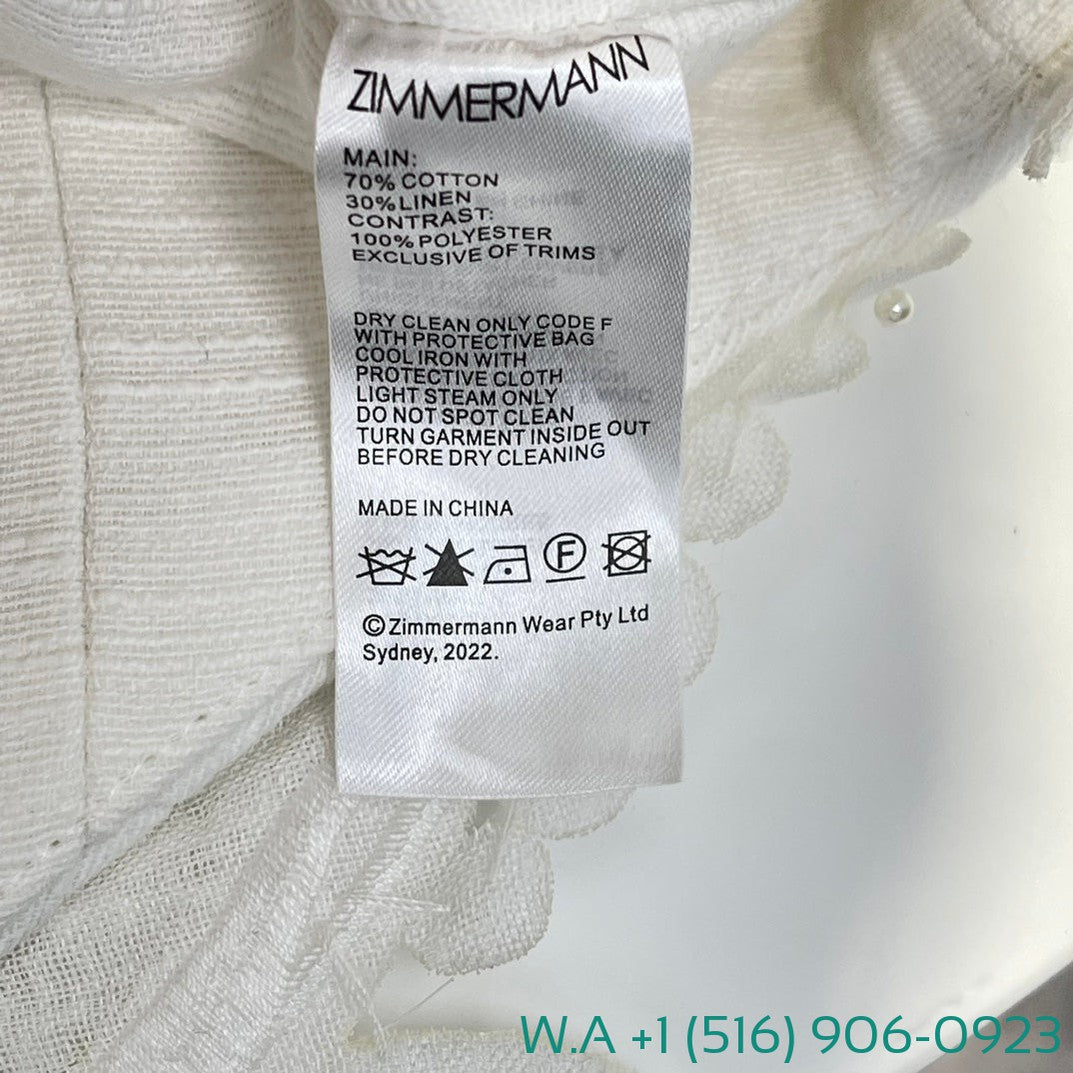 ZIMMERMANN
MAIN:
70% COTTON
30%LINEN
CONTRAST:
100%POLYESTER
EXCLUSIVE OF TRIMS
DRY CLEAN ONLY CODE F
WITH PROTECTIVE BAG
COOL IRON WITH
PROTECTIVE CLOTH
LIGHT STEAM ONLY
DO NOT SPOT CLEAN
TURN GARMENT INSIDE OUT
BEFORE DRY CLEANING
MADE IN CHINA
F
©Zimmermann Wear Pty Ltd
Sydney, 2022.
W.A +1 (516) 906-0923